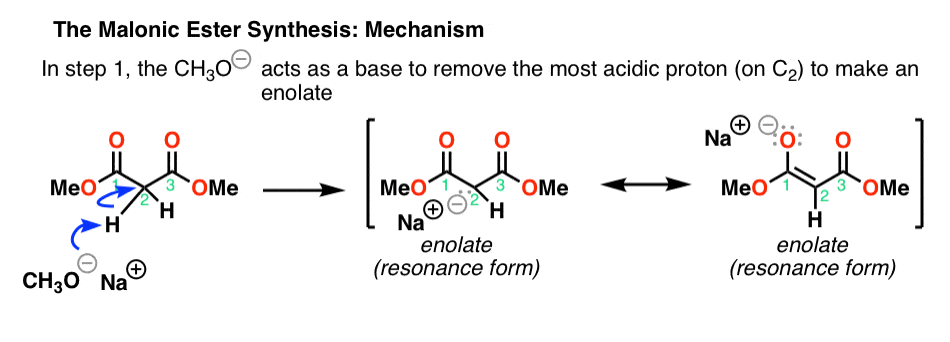 The Malonic Ester Synthesis: Mechanism
In step 1, the CH₃O⊖ acts as a base to remove the most acidic proton (on C₂) to make an
enolate
O O
MeO 1 2 3 OMe
H H
CH₃O⊖ Na⊕
O O
MeO 1 ⊖ 2 3 OMe
Na⊕ H
enolate
(resonance form)
Na⊕ ⊖ :O: O
MeO 1 2 3 OMe
H
enolate
(resonance form)